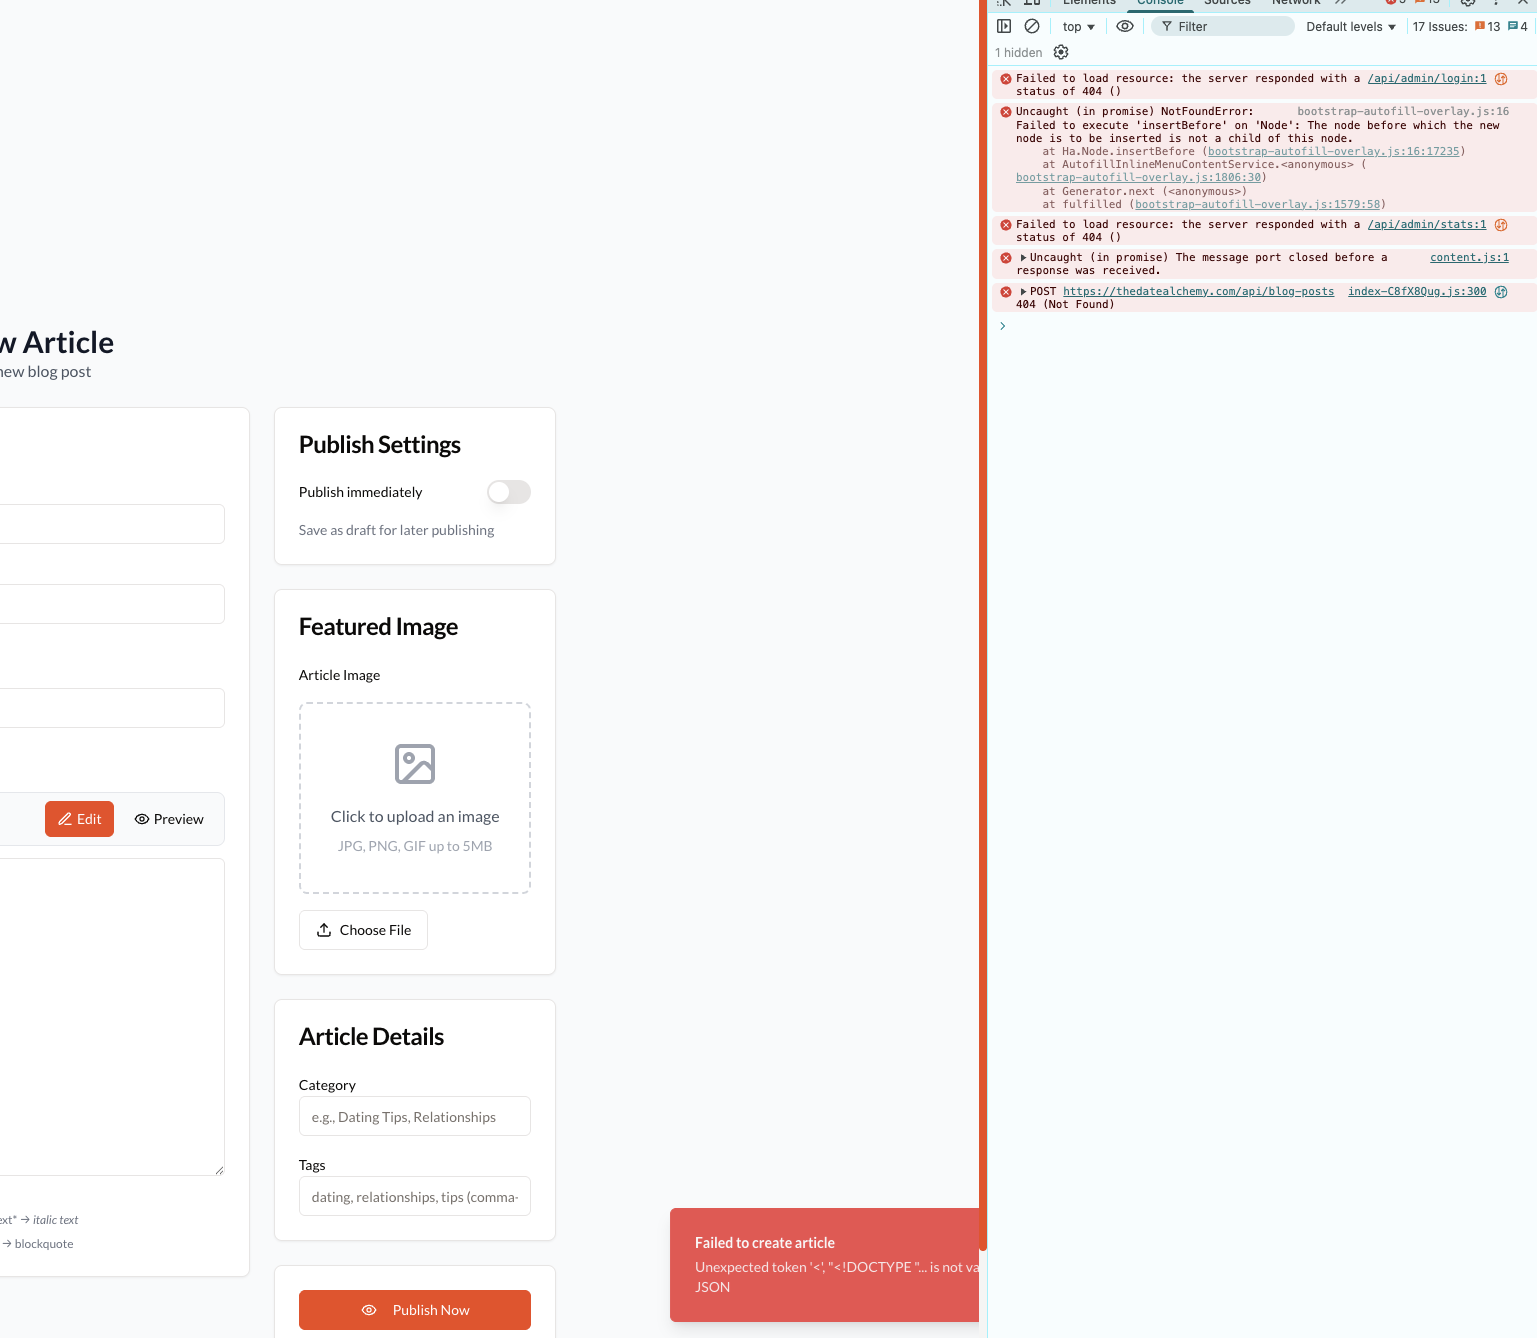 w Article
new blog post
Publish Settings
Publish immediately
Save as draft for later publishing
Featured Image
Article Image
Click to upload an image
JPG, PNG, GIF up to 5MB
Choose File
Edit
Preview
ext* → italic text
→ blockquote
Article Details
Category
e.g., Dating Tips, Relationships
Tags
dating, relationships, tips (comma-
Publish Now
Failed to create article
Unexpected token '<', "<!DOCTYPE "... is not va
JSON
Elements Console Sources Network
top
Filter
Default levels
17 Issues: 13 4
1 hidden
Failed to load resource: the server responded with a /api/admin/login:1
status of 404 ()
Uncaught (in promise) NotFoundError: bootstrap-autofill-overlay.js:16
Failed to execute 'insertBefore' on 'Node': The node before which the new
node is to be inserted is not a child of this node.
at Ha.Node.insertBefore (bootstrap-autofill-overlay.js:16:17235)
at AutofillInlineMenuContentService.<anonymous> (
bootstrap-autofill-overlay.js:1806:30)
at Generator.next (<anonymous>)
at fulfilled (bootstrap-autofill-overlay.js:1579:58)
Failed to load resource: the server responded with a /api/admin/stats:1
status of 404 ()
Uncaught (in promise) The message port closed before a content.js:1
response was received.
POST https://thedatealchemy.com/api/blog-posts index-C8fX8Qug.js:300
404 (Not Found)